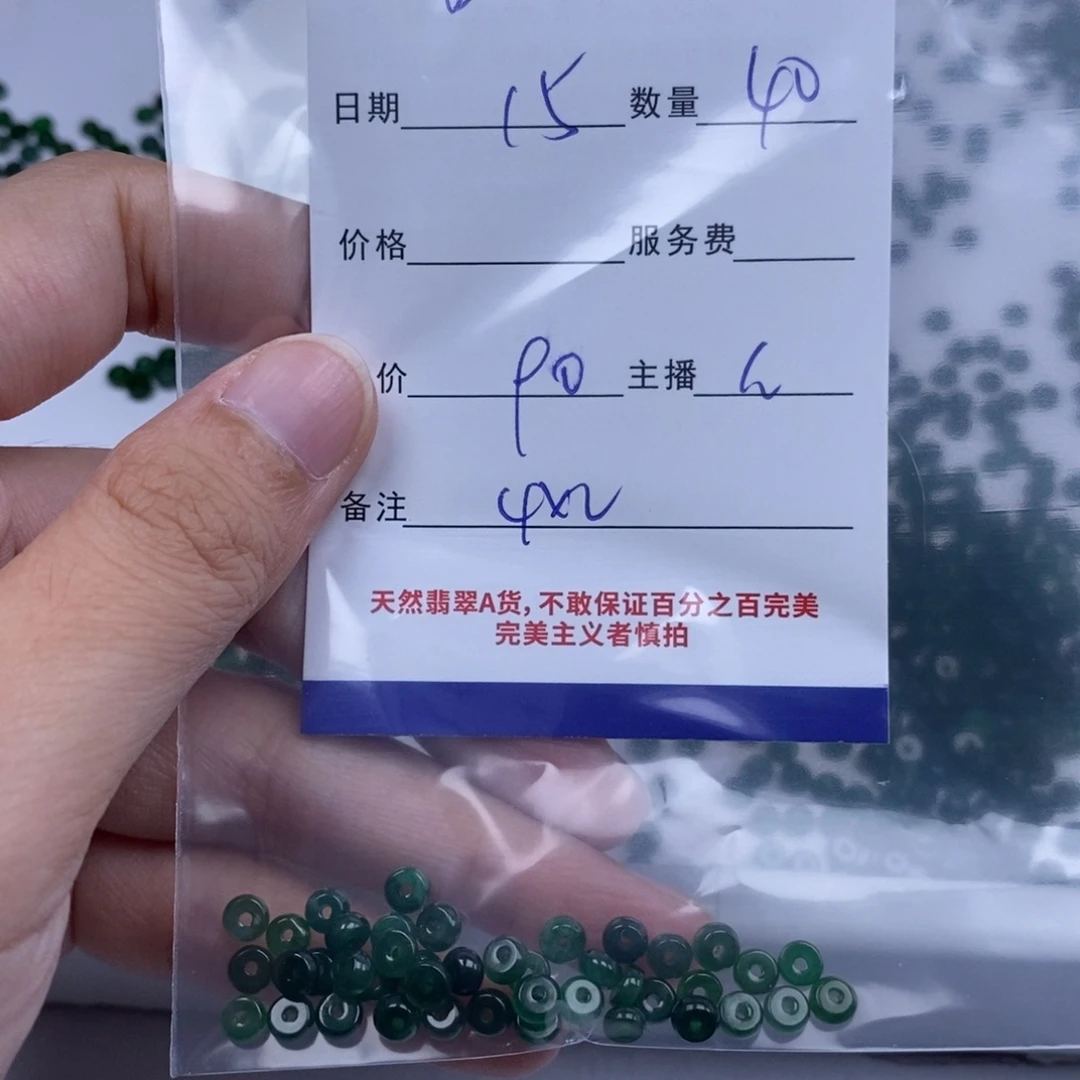 日期 15 数量 40
价格 服务费
价 90 主播
备注 4x2
天然翡翠A货,不敢保证百分之百完美
完美主义者慎拍